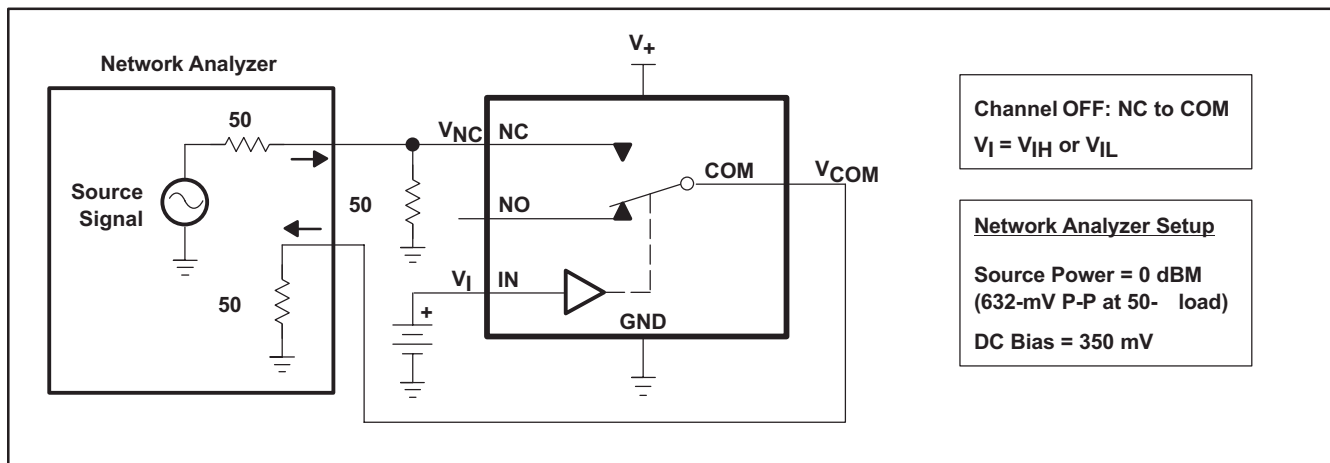 Network Analyzer
50
Source
Signal
50
50
V+
VNC
NC
NO
COM
VCOM
VI
IN
+
GND
Channel OFF: NC to COM
VI = VIH or VIL
Network Analyzer Setup
Source Power = 0 dBM
(632-mV P-P at 50- load)
DC Bias = 350 mV